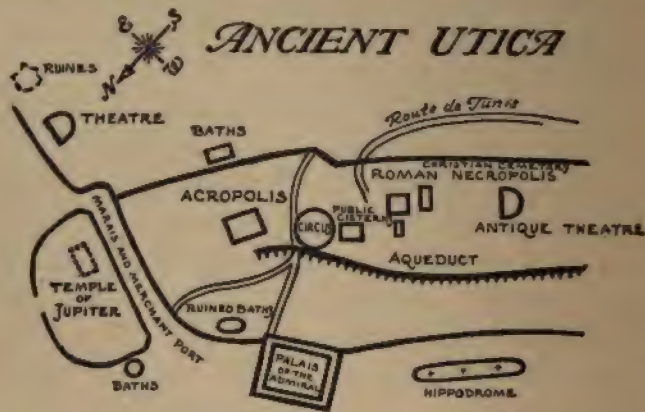 ANCIENT UTICA
E
S
N
O
RUINES
THEATRE
BATHS
Route de Tunis
CHRISTIAN CEMETERY
ROMAN NECROPOLIS
ACROPOLIS
PUBLIC
CISTERNS
CIRCUS
ANTIQUE THEATRE
AQUEDUCT
MARAIS AND MERCHANT PORT
TEMPLE
OF
JUPITER
RUINED BATHS
PALAIS
OF THE
ADMIRAL
BATHS
HIPPODROME